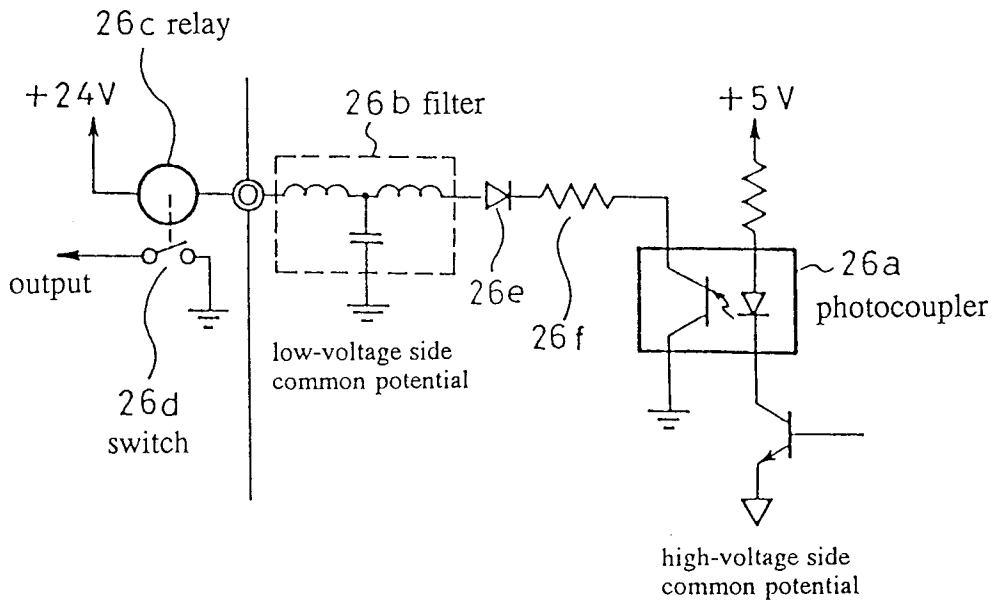 26c relay
+24V
26b filter
+5V
output
26e
26a
photocoupler
26f
low-voltage side
common potential
26d
switch
high-voltage side
common potential